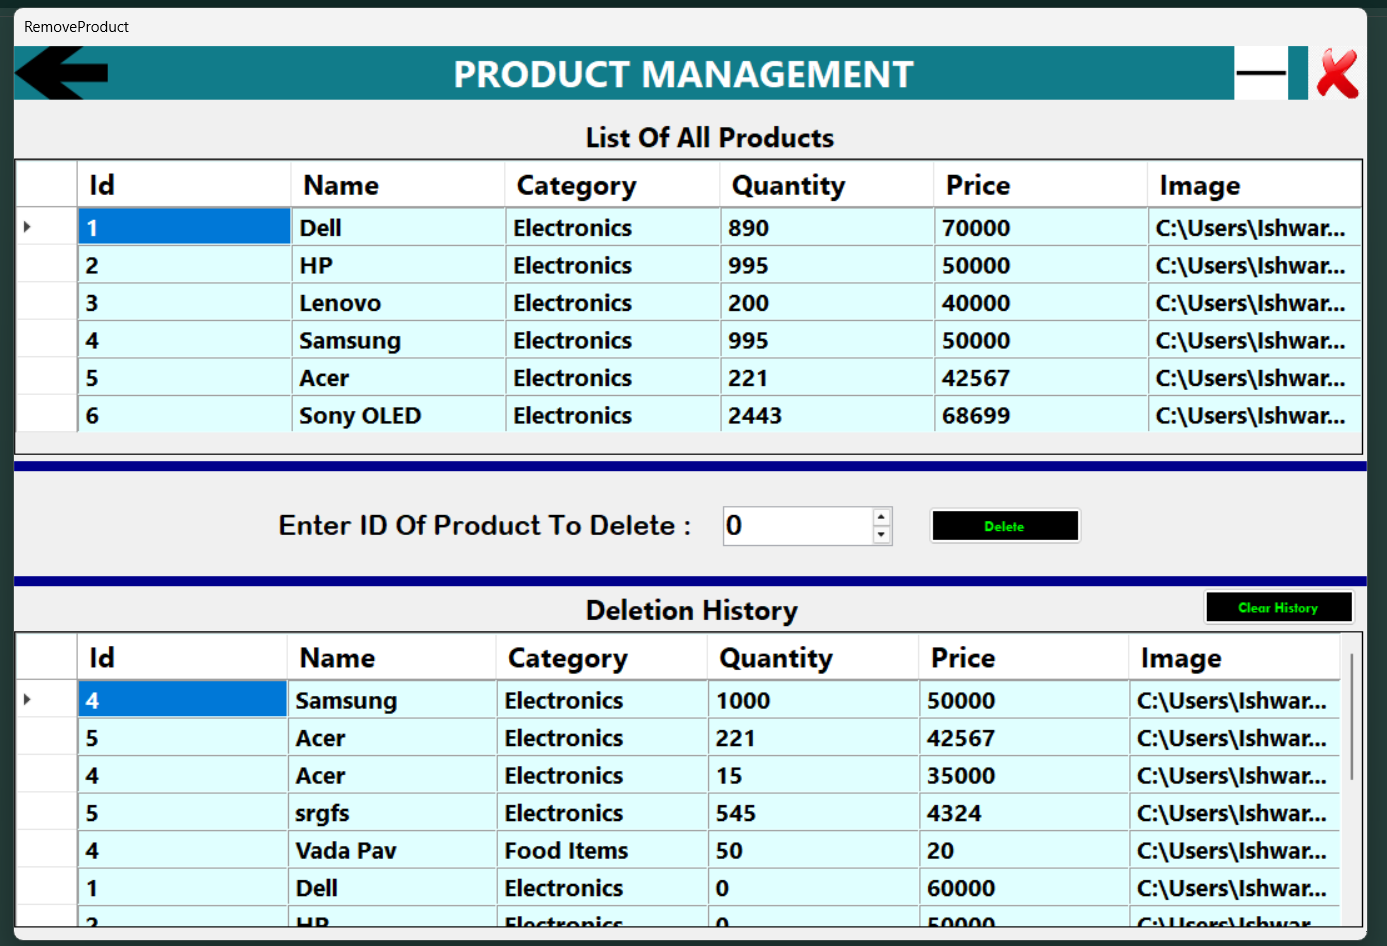 RemoveProduct
PRODUCT MANAGEMENT
List Of All Products
Id Name Category Quantity Price Image
1 Dell Electronics 890 70000 C:\Users\Ishwar...
2 HP Electronics 995 50000 C:\Users\Ishwar...
3 Lenovo Electronics 200 40000 C:\Users\Ishwar...
4 Samsung Electronics 995 50000 C:\Users\Ishwar...
5 Acer Electronics 221 42567 C:\Users\Ishwar...
6 Sony OLED Electronics 2443 68699 C:\Users\Ishwar...
Enter ID Of Product To Delete : 0 Delete
Deletion History Clear History
Id Name Category Quantity Price Image
4 Samsung Electronics 1000 50000 C:\Users\Ishwar...
5 Acer Electronics 221 42567 C:\Users\Ishwar...
4 Acer Electronics 15 35000 C:\Users\Ishwar...
5 srgfs Electronics 545 4324 C:\Users\Ishwar...
4 Vada Pav Food Items 50 20 C:\Users\Ishwar...
1 Dell Electronics 0 60000 C:\Users\Ishwar...
2 HP Electronics 0 50000 C:\Users\Ishwar...